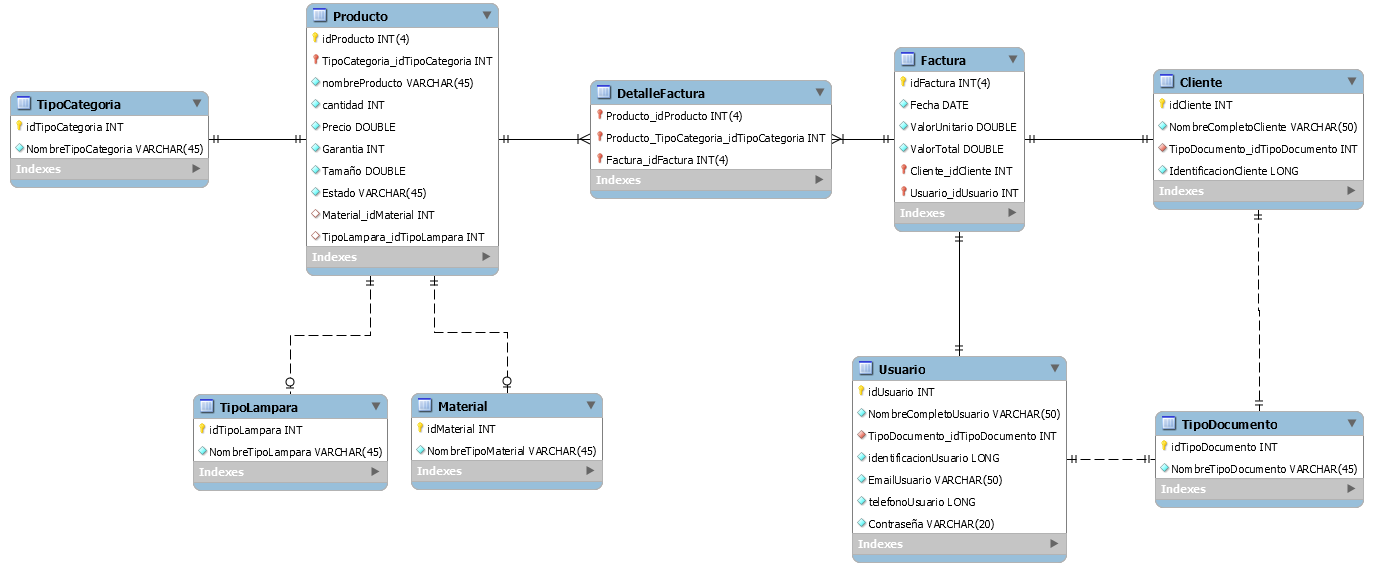 Producto
idProducto INT(4)
TipoCategoria_idTipoCategoria INT
nombreProducto VARCHAR(45)
cantidad INT
Precio DOUBLE
Garantia INT
Tamaño DOUBLE
Estado VARCHAR(45)
Material_idMaterial INT
TipoLampara_idTipoLampara INT
Indexes
TipoCategoria
idTipoCategoria INT
NombreTipoCategoria VARCHAR(45)
Indexes
DetalleFactura
Producto_idProducto INT(4)
Producto_TipoCategoria_idTipoCategoria INT
Factura_idFactura INT(4)
Indexes
Factura
idFactura INT(4)
Fecha DATE
ValorUnitario DOUBLE
ValorTotal DOUBLE
Cliente_idCliente INT
Usuario_idUsuario INT
Indexes
Cliente
idCliente INT
NombreCompletoCliente VARCHAR(50)
TipoDocumento_idTipoDocumento INT
IdentificacionCliente LONG
Indexes
TipoLampara
idTipoLampara INT
NombreTipoLampara VARCHAR(45)
Indexes
Material
idMaterial INT
NombreTipoMaterial VARCHAR(45)
Indexes
Usuario
idUsuario INT
NombreCompletoUsuario VARCHAR(50)
TipoDocumento_idTipoDocumento INT
identificacionUsuario LONG
EmailUsuario VARCHAR(50)
telefonoUsuario LONG
Contraseña VARCHAR(20)
Indexes
TipoDocumento
idTipoDocumento INT
NombreTipoDocumento VARCHAR(45)
Indexes